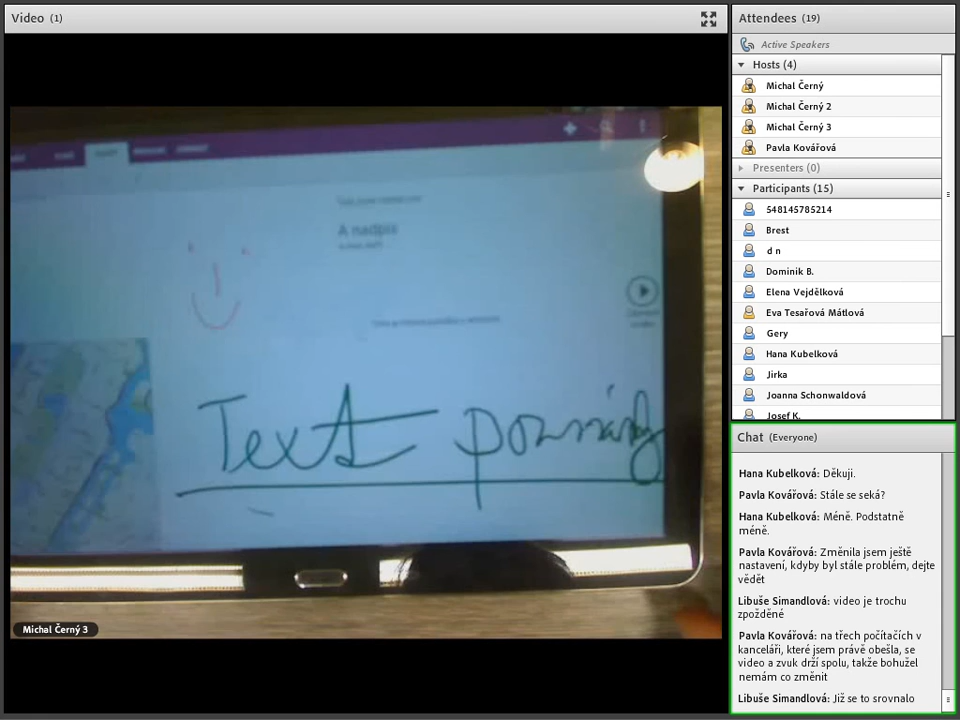 Video (1)
A nadpis
Text poznámky
Michal Černý 3
Attendees (19)
Active Speakers
Hosts (4)
Michal Černý
Michal Černý 2
Michal Černý 3
Pavla Kovářová
Presenters (0)
Participants (15)
548145785214
Brest
d n
Dominik B.
Elena Vejdělková
Eva Tesařová Mátlová
Gery
Hana Kubelková
Jirka
Joanna Schonwaldová
Josef K.
Chat (Everyone)
Hana Kubelková: Děkuji.
Pavla Kovářová: Stále se seká?
Hana Kubelková: Méně. Podstatně
méně.
Pavla Kovářová: Změnila jsem ještě
nastavení, kdyby byl stále problém, dejte
vědět
Libuše Simandlová: video je trochu
zpožděné
Pavla Kovářová: na třech počítačích v
kanceláři, které jsem právě obešla, se
video a zvuk drží spolu, takže bohužel
nemám co změnit
Libuše Simandlová: Již se to srovnalo